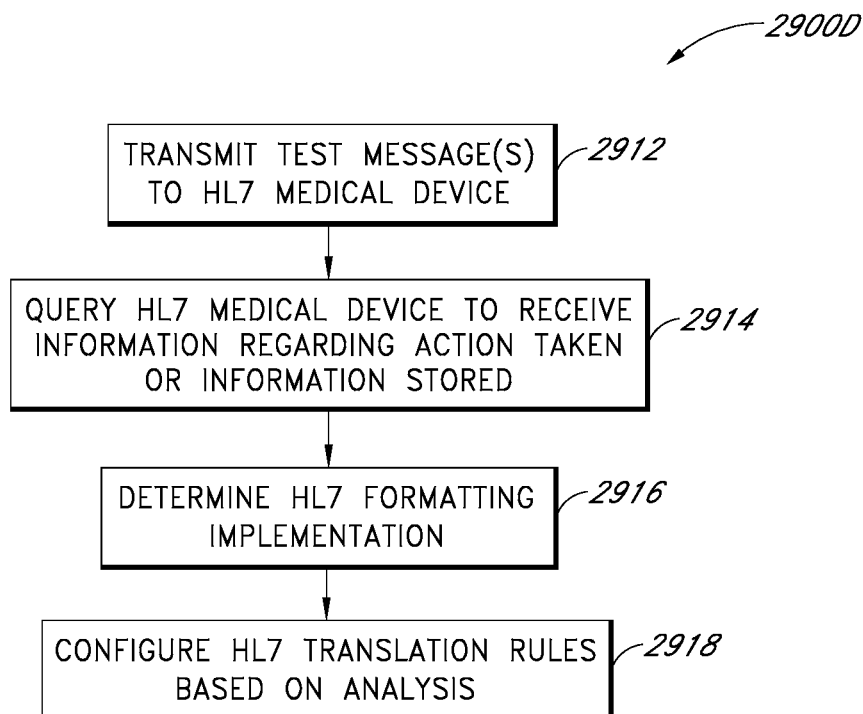 2900D
TRANSMIT TEST MESSAGE(S)
TO HL7 MEDICAL DEVICE
2912
QUERY HL7 MEDICAL DEVICE TO RECEIVE
INFORMATION REGARDING ACTION TAKEN
OR INFORMATION STORED
2914
DETERMINE HL7 FORMATTING
IMPLEMENTATION
2916
CONFIGURE HL7 TRANSLATION RULES
BASED ON ANALYSIS
2918